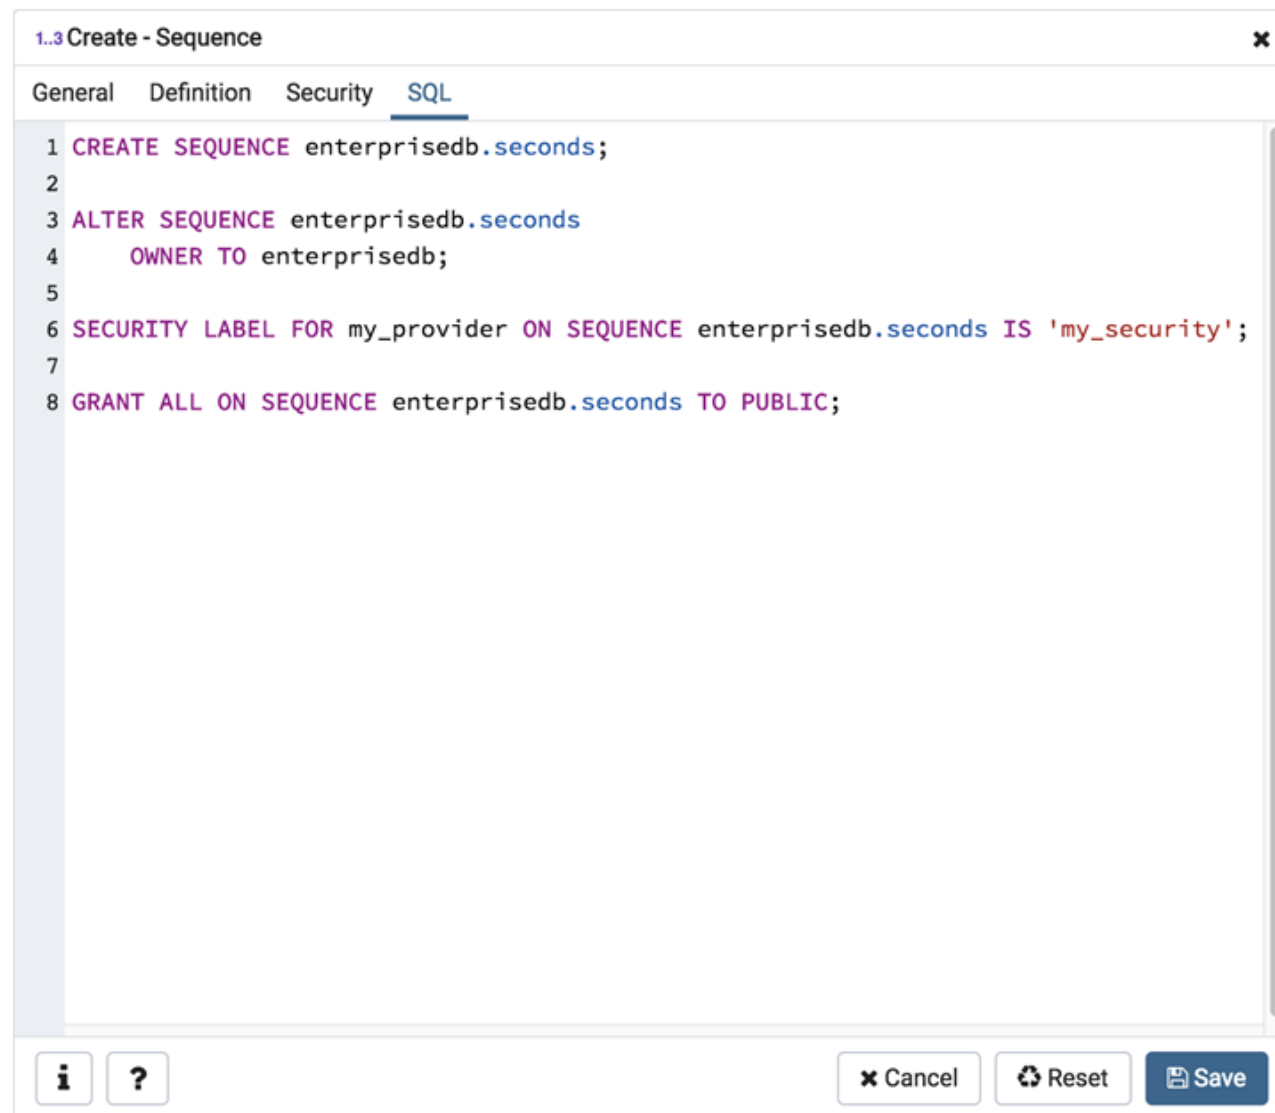 1..3 Create - Sequence
General Definition Security SQL
1 CREATE SEQUENCE enterprisedb.seconds;
2
3 ALTER SEQUENCE enterprisedb.seconds
4     OWNER TO enterprisedb;
5
6 SECURITY LABEL FOR my_provider ON SEQUENCE enterprisedb.seconds IS 'my_security';
7
8 GRANT ALL ON SEQUENCE enterprisedb.seconds TO PUBLIC;
i ? Cancel Reset Save